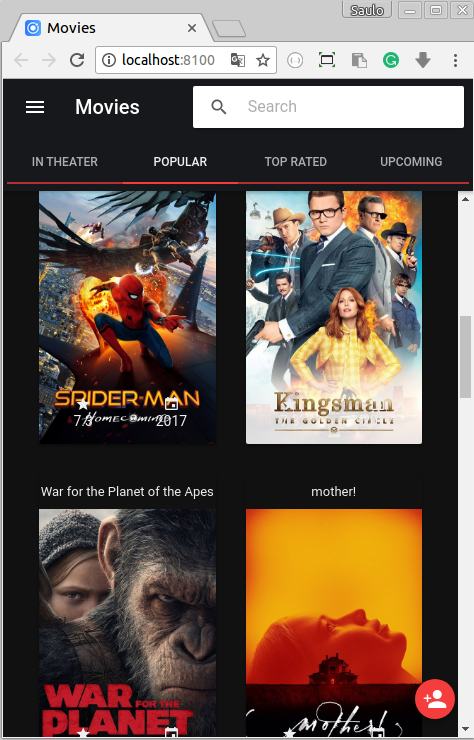 Saulo
Movies
localhost:8100
Movies
Search
IN THEATER POPULAR TOP RATED UPCOMING
SPIDER-MAN
HOMECOMING
7.3 2017
Kingsman
THE GOLDEN CIRCLE
War for the Planet of the Apes
mother!
WAR FOR THE
PLANET
mother!